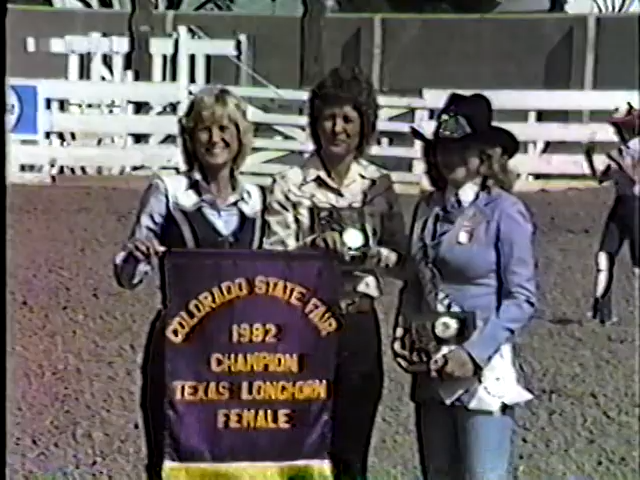 COLORADO STATE FAIR
1982
CHAMPION
TEXAS LONGHORN
FEMALE